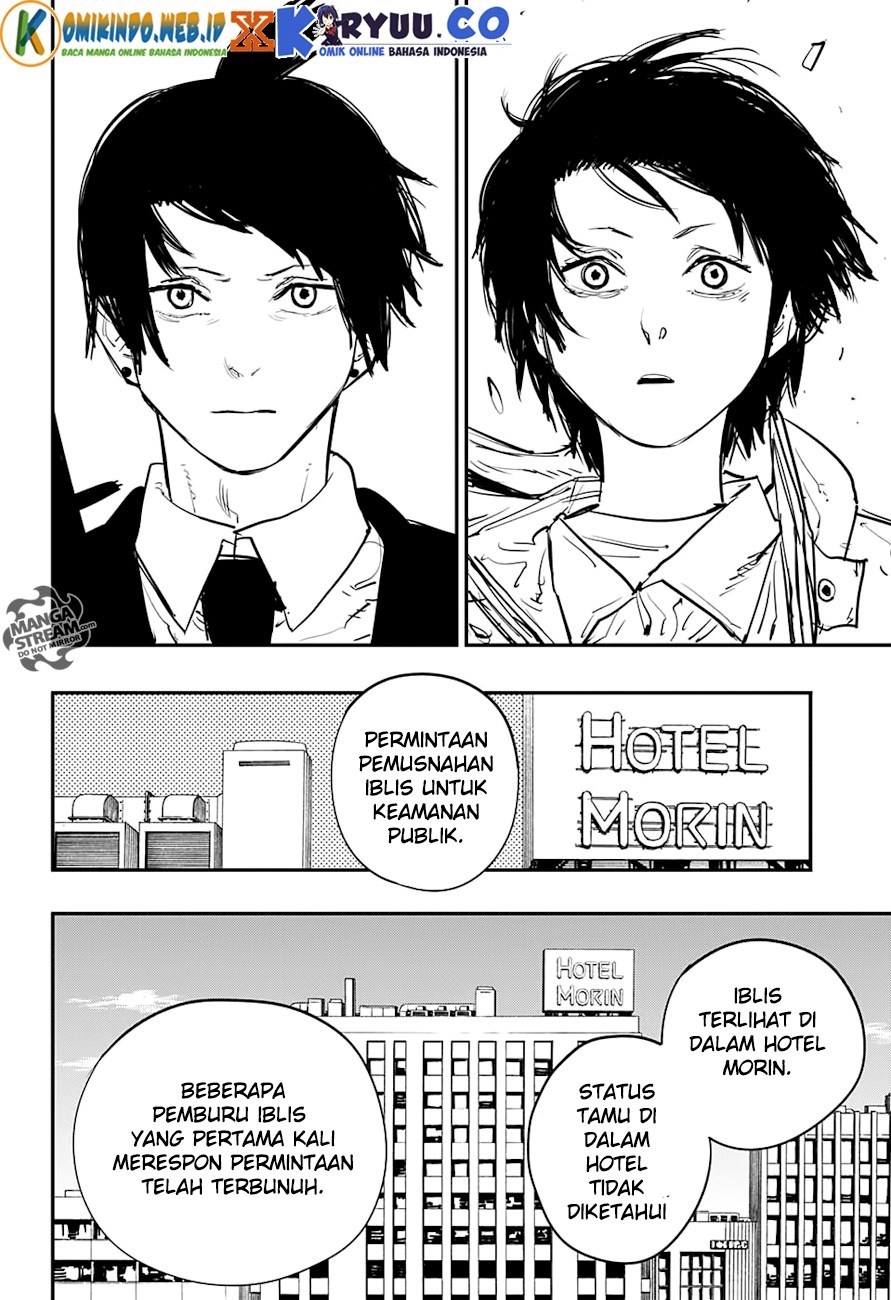 KOMIKINDO.WEB.ID X KIRYUU.CO
BACA MANGA ONLINE BAHASA INDONESIA
KOMIK ONLINE BAHASA INDONESIA
MANGA
STREAM.com
DO NOT MIRROR
PERMINTAAN
PEMUSNAHAN
IBLIS UNTUK
KEAMANAN
PUBLIK.
HOTEL
MORIN
HOTEL
MORIN
IBLIS
TERLIHAT DI
DALAM HOTEL
MORIN.
STATUS
TAMU DI
DALAM
HOTEL
TIDAK
DIKETAHUI
BEBERAPA
PEMBURU IBLIS
YANG PERTAMA KALI
MERESPON PERMINTAAN
TELAH TERBUNUH.